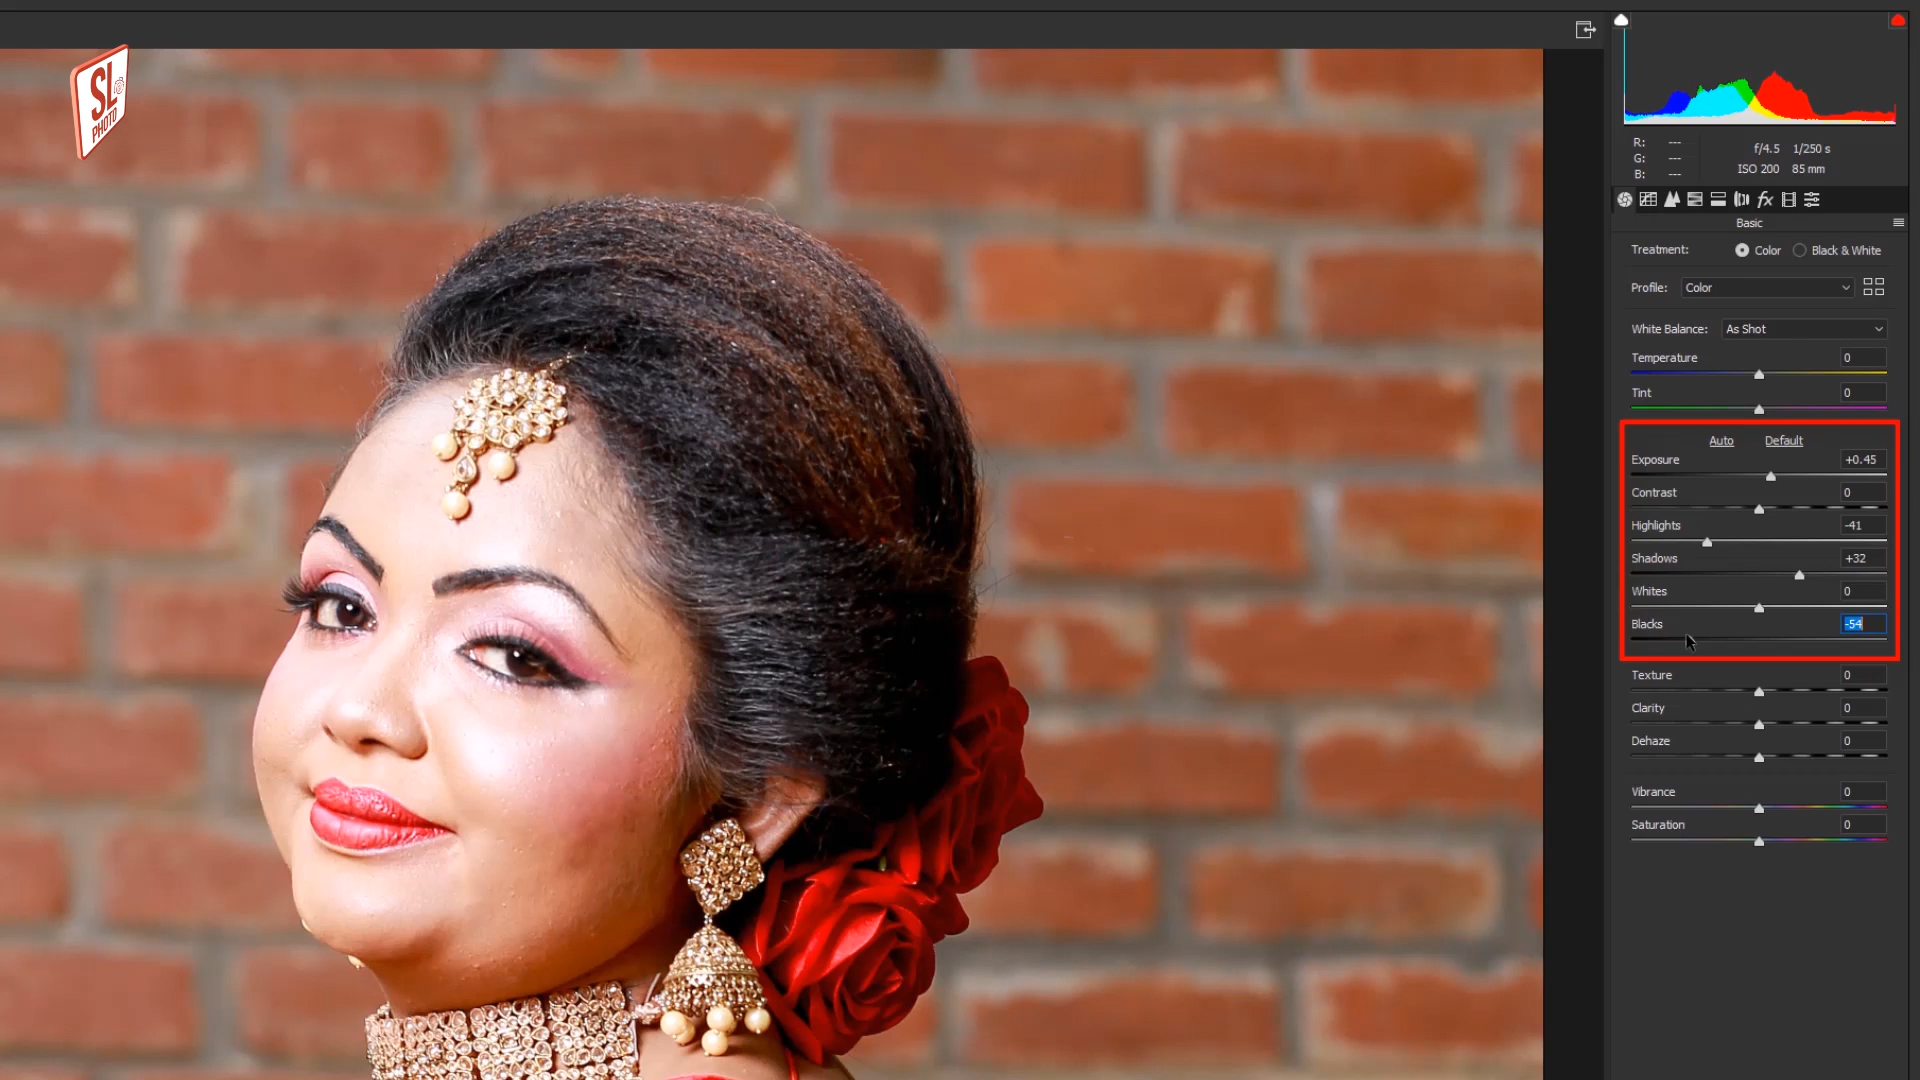 SL
PHOTO
R: ---
G: ---
B: ---
f/4.5 1/250 s
ISO 200 85 mm
fx
Basic
Treatment: Color Black & White
Profile: Color
White Balance: As Shot
Temperature 0
Tint 0
Auto Default
Exposure +0.45
Contrast 0
Highlights -41
Shadows +32
Whites 0
Blacks -54
Texture 0
Clarity 0
Dehaze 0
Vibrance 0
Saturation 0